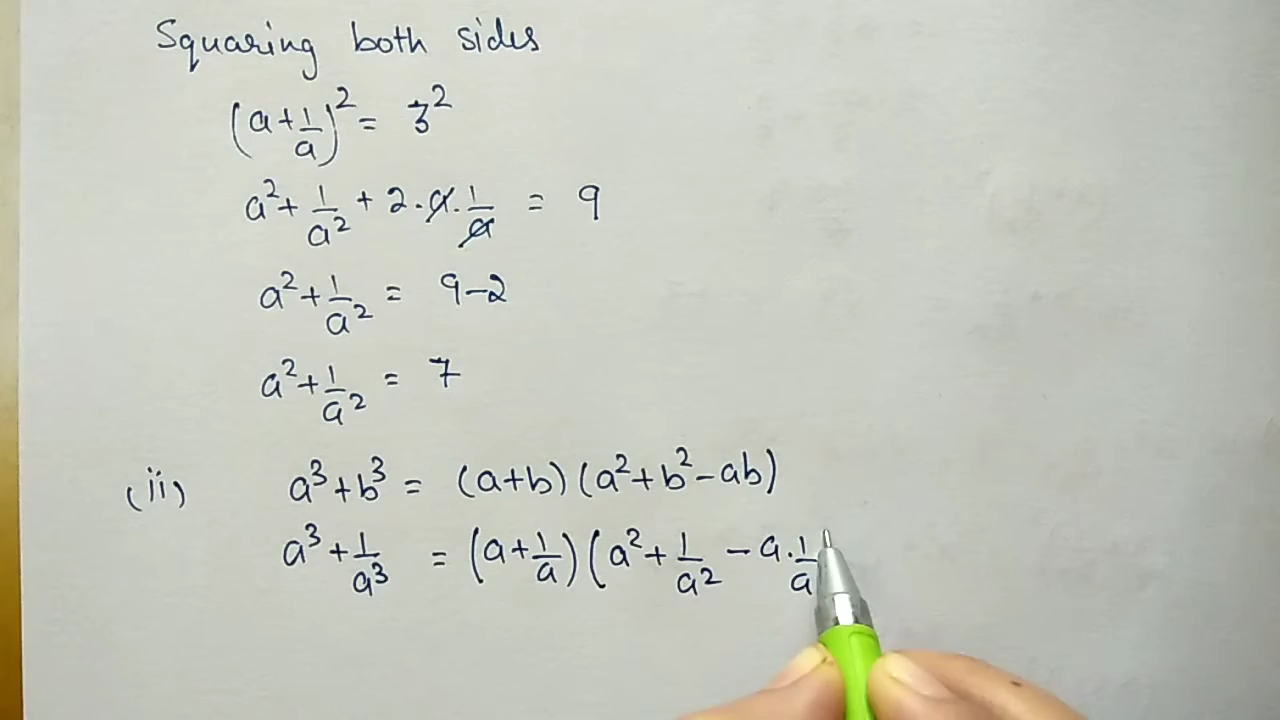 Squaring both sides
(a+1/a)² = 3²
a²+1/a²+2·a·1/a = 9
a²+1/a² = 9-2
a²+1/a² = 7
(ii) a³+b³ = (a+b)(a²+b²-ab)
a³+1/a³ = (a+1/a)(a²+1/a²-a·1/a